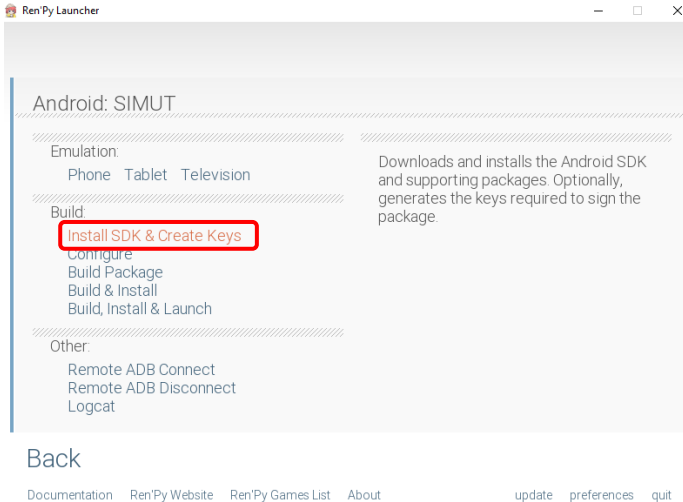 Ren'Py Launcher
Android: SIMUT
Emulation:
Phone Tablet Television
Build:
Install SDK & Create Keys
Configure
Build Package
Build & Install
Build, Install & Launch
Other:
Remote ADB Connect
Remote ADB Disconnect
Logcat
Downloads and installs the Android SDK
and supporting packages. Optionally,
generates the keys required to sign the
package.
Back
Documentation Ren'Py Website Ren'Py Games List About update preferences quit